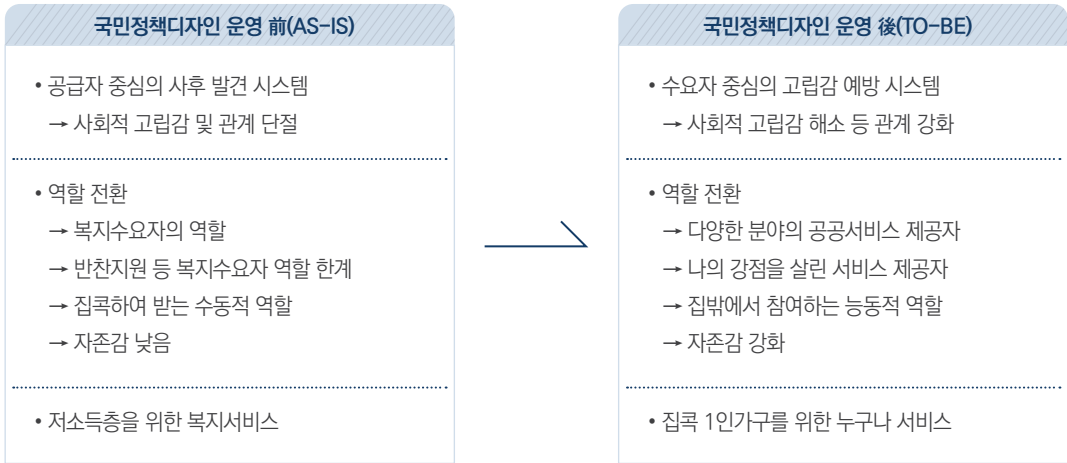 국민정책디자인 운영 前(AS-IS)
• 공급자 중심의 사후 발견 시스템
→ 사회적 고립감 및 관계 단절
• 역할 전환
→ 복지수요자의 역할
→ 반찬지원 등 복지수요자 역할 한계
→ 집콕하여 받는 수동적 역할
→ 자존감 낮음
• 저소득층을 위한 복지서비스
국민정책디자인 운영 後(TO-BE)
• 수요자 중심의 고립감 예방 시스템
→ 사회적 고립감 해소 등 관계 강화
• 역할 전환
→ 다양한 분야의 공공서비스 제공자
→ 나의 강점을 살린 서비스 제공자
→ 집밖에서 참여하는 능동적 역할
→ 자존감 강화
• 집콕 1인가구를 위한 누구나 서비스